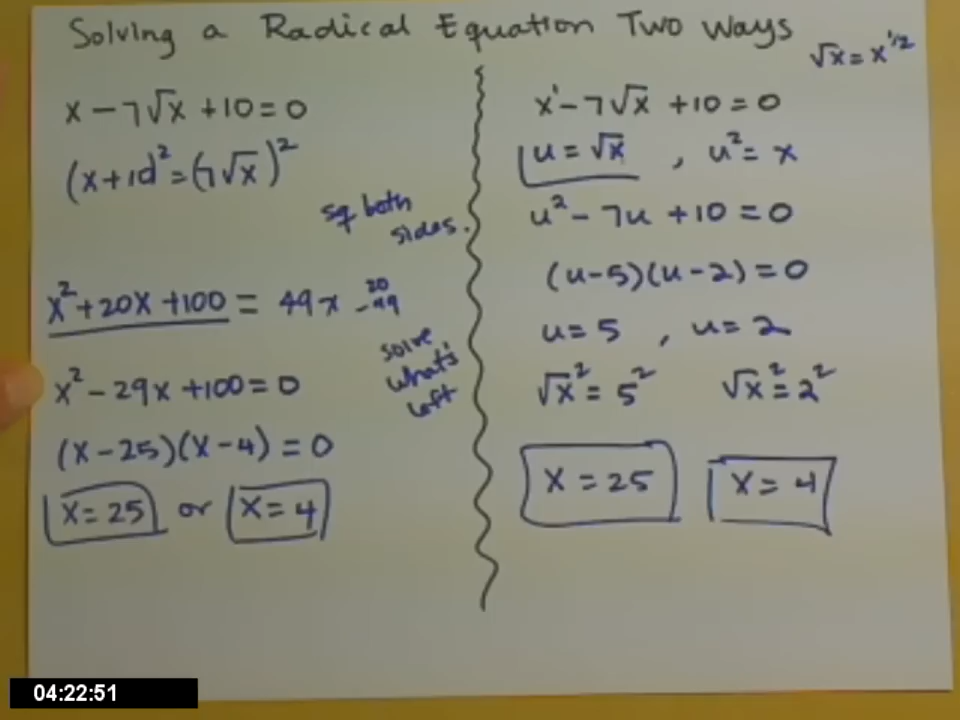 Solving a Radical Equation Two Ways
√x = x^1/2
x - 7√x + 10 = 0
(x+10)² = (7√x)²
sq both
sides.
x² + 20x + 100 = 49x
20
-49
solve
what's
left
x² - 29x + 100 = 0
(x - 25)(x - 4) = 0
x = 25 or x = 4
x¹ - 7√x + 10 = 0
u = √x , u² = x
u² - 7u + 10 = 0
(u - 5)(u - 2) = 0
u = 5 , u = 2
√x² = 5² √x² = 2²
x = 25 x = 4
04:22:51